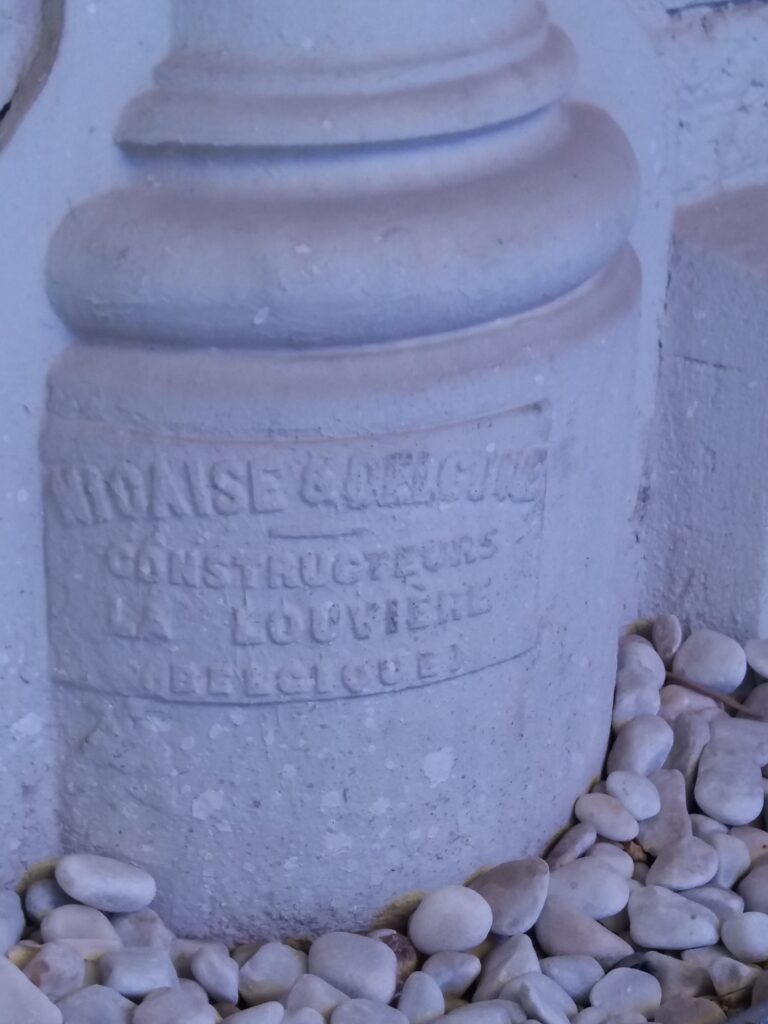 NICAISE & DELCUVE
CONSTRUCTEURS
LA LOUVIÈRE
(BELGIQUE)